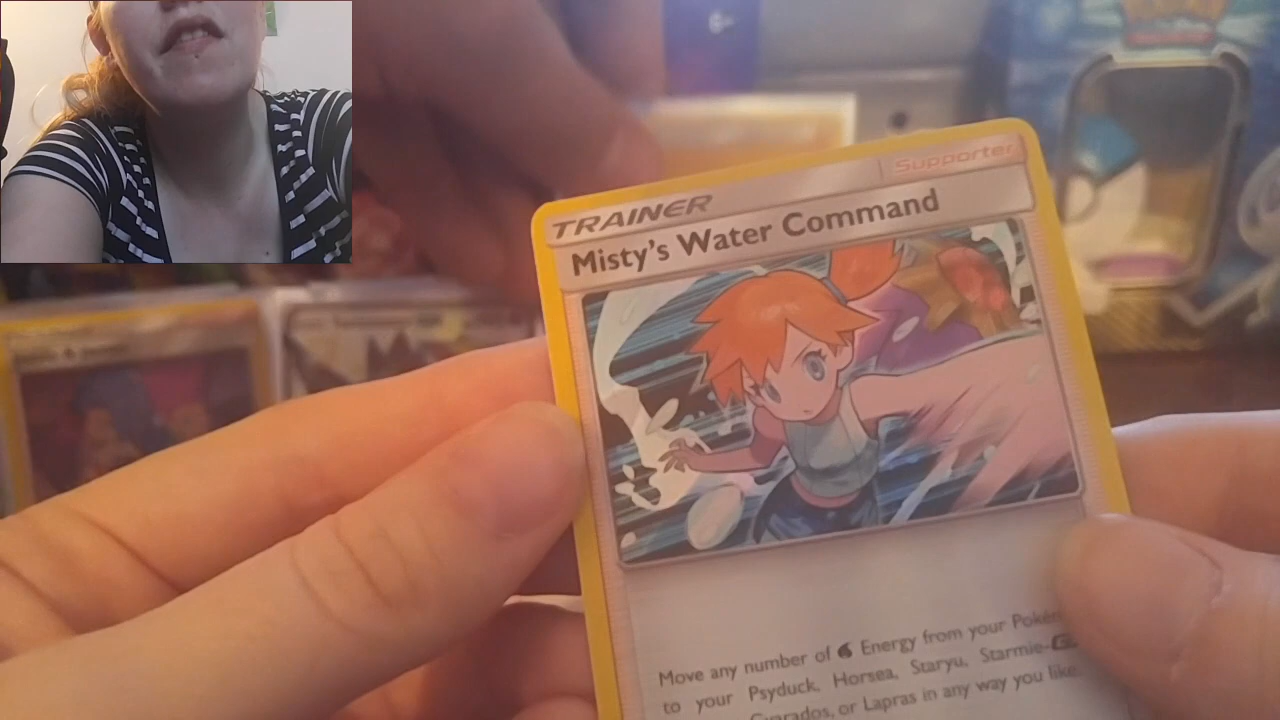 TRAINER
Supporter
Misty's Water Command
Move any number of Energy from your
to your Psyduck, Horsea, Staryu, Starmie-
Gyarados, or Lapras in any way you like.